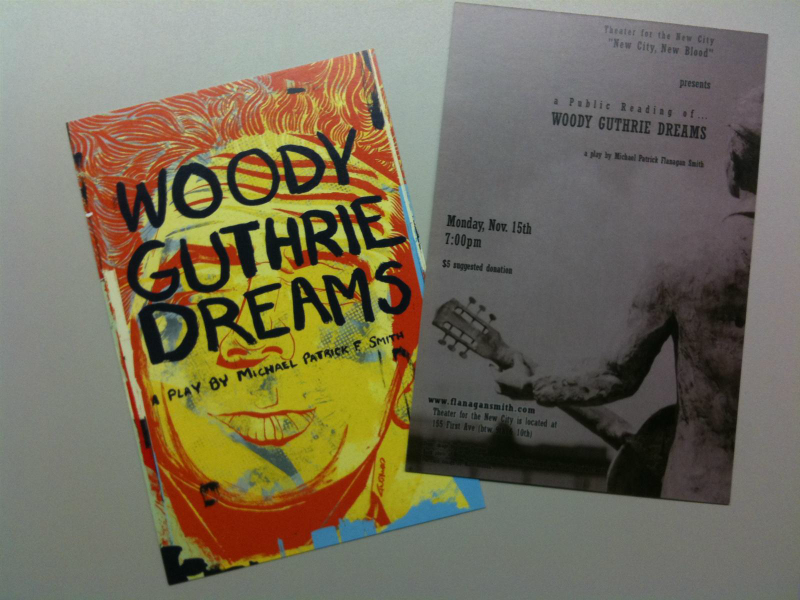 WOODY
GUTHRIE
DREAMS
A PLAY BY MICHAEL PATRICK F. SMITH
Theater for the New City
"New City, New Blood"
presents
a Public Reading of...
WOODY GUTHRIE DREAMS
a play by Michael Patrick Flanagan Smith
Monday, Nov. 15th
7:00pm
$5 suggested donation
www.flanagansmith.com
Theater for the New City is located at
155 First Ave (btw 10th)